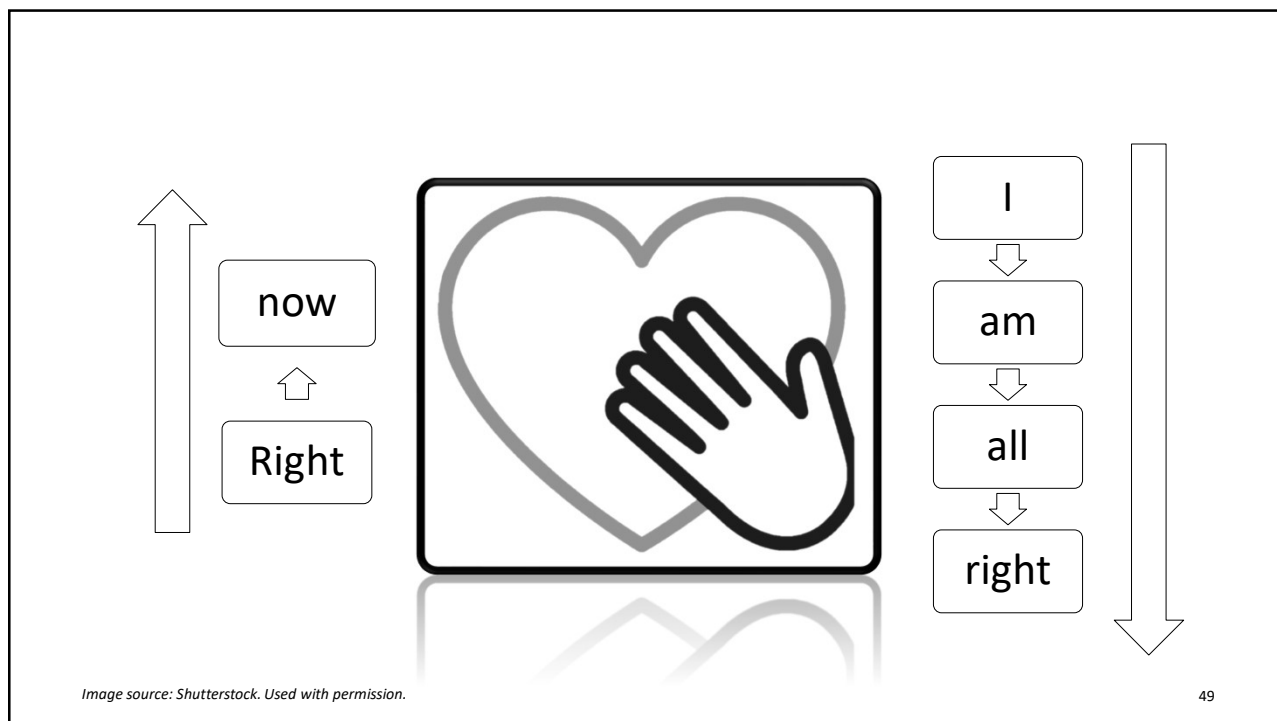 Right
now
I
am
all
right
Image source: Shutterstock. Used with permission.
49